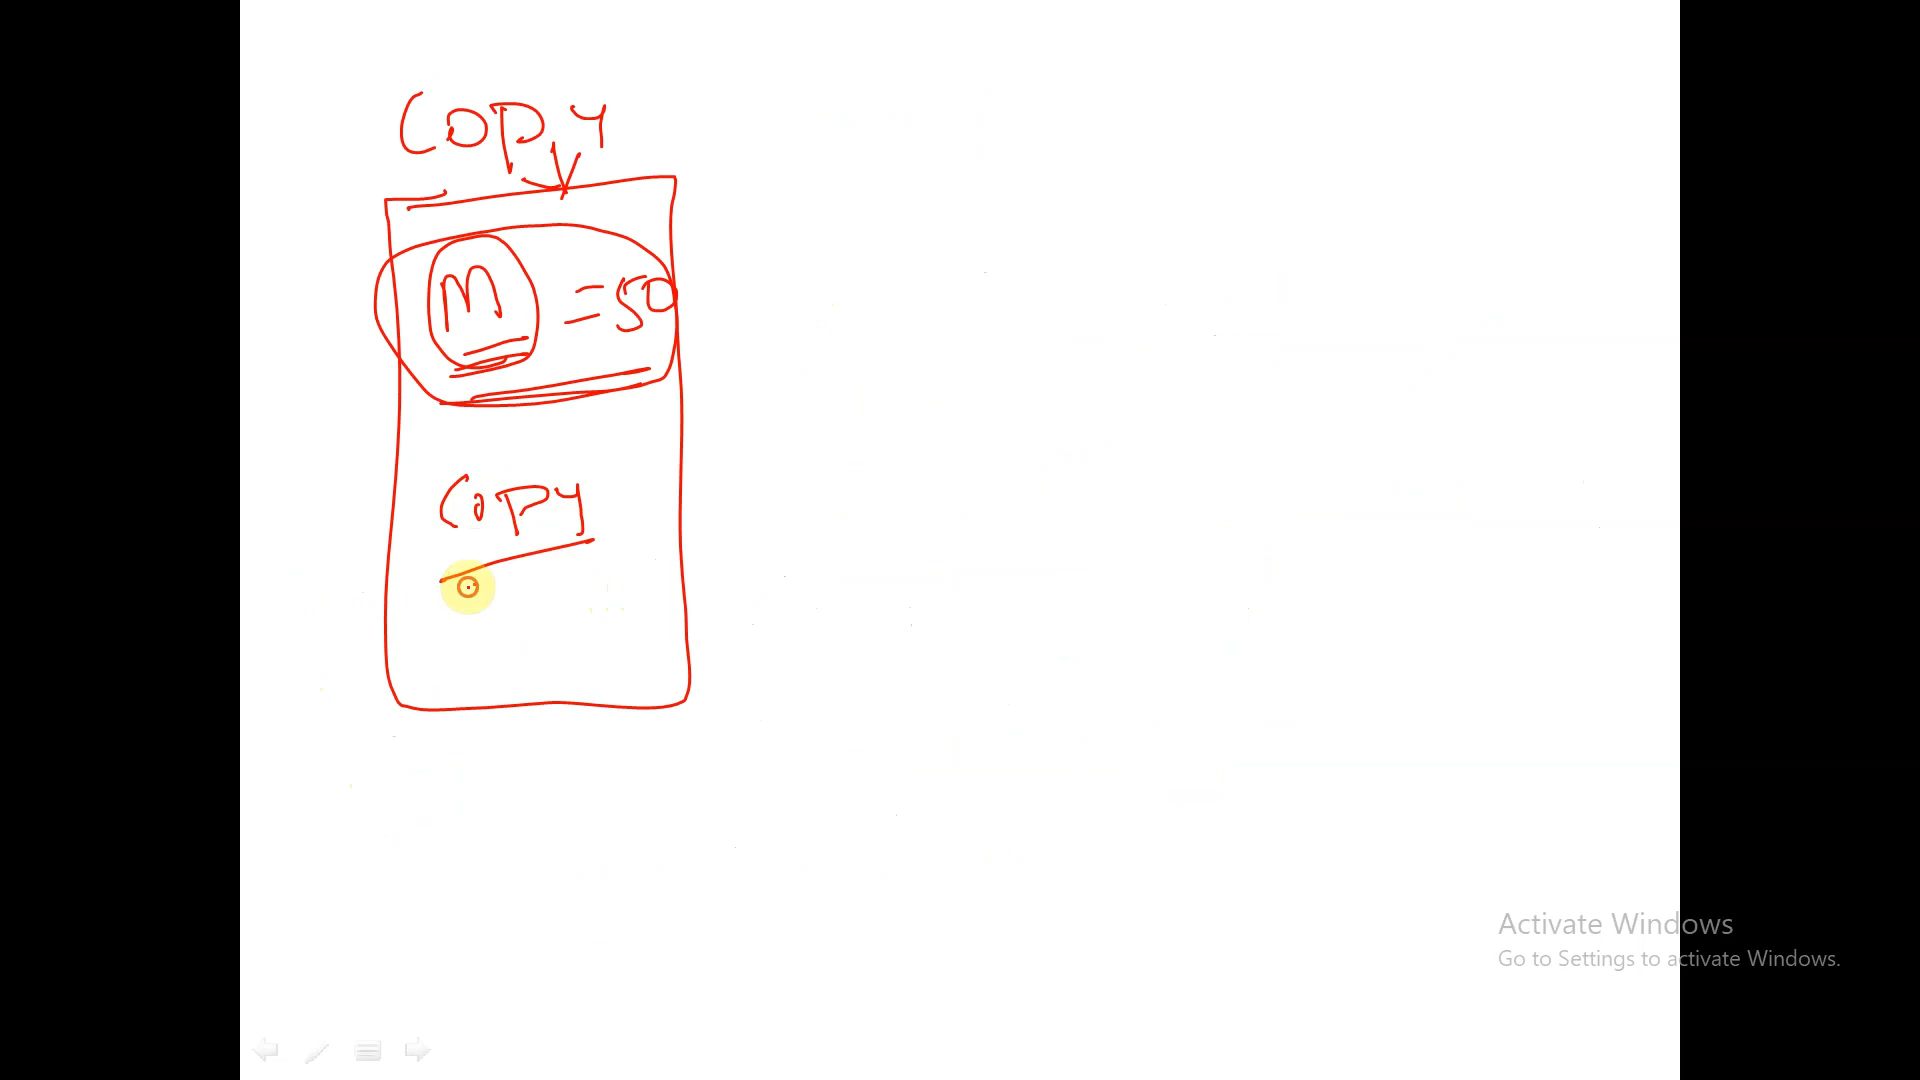 COPY
M = 50
COPY
Activate Windows
Go to Settings to activate Windows.